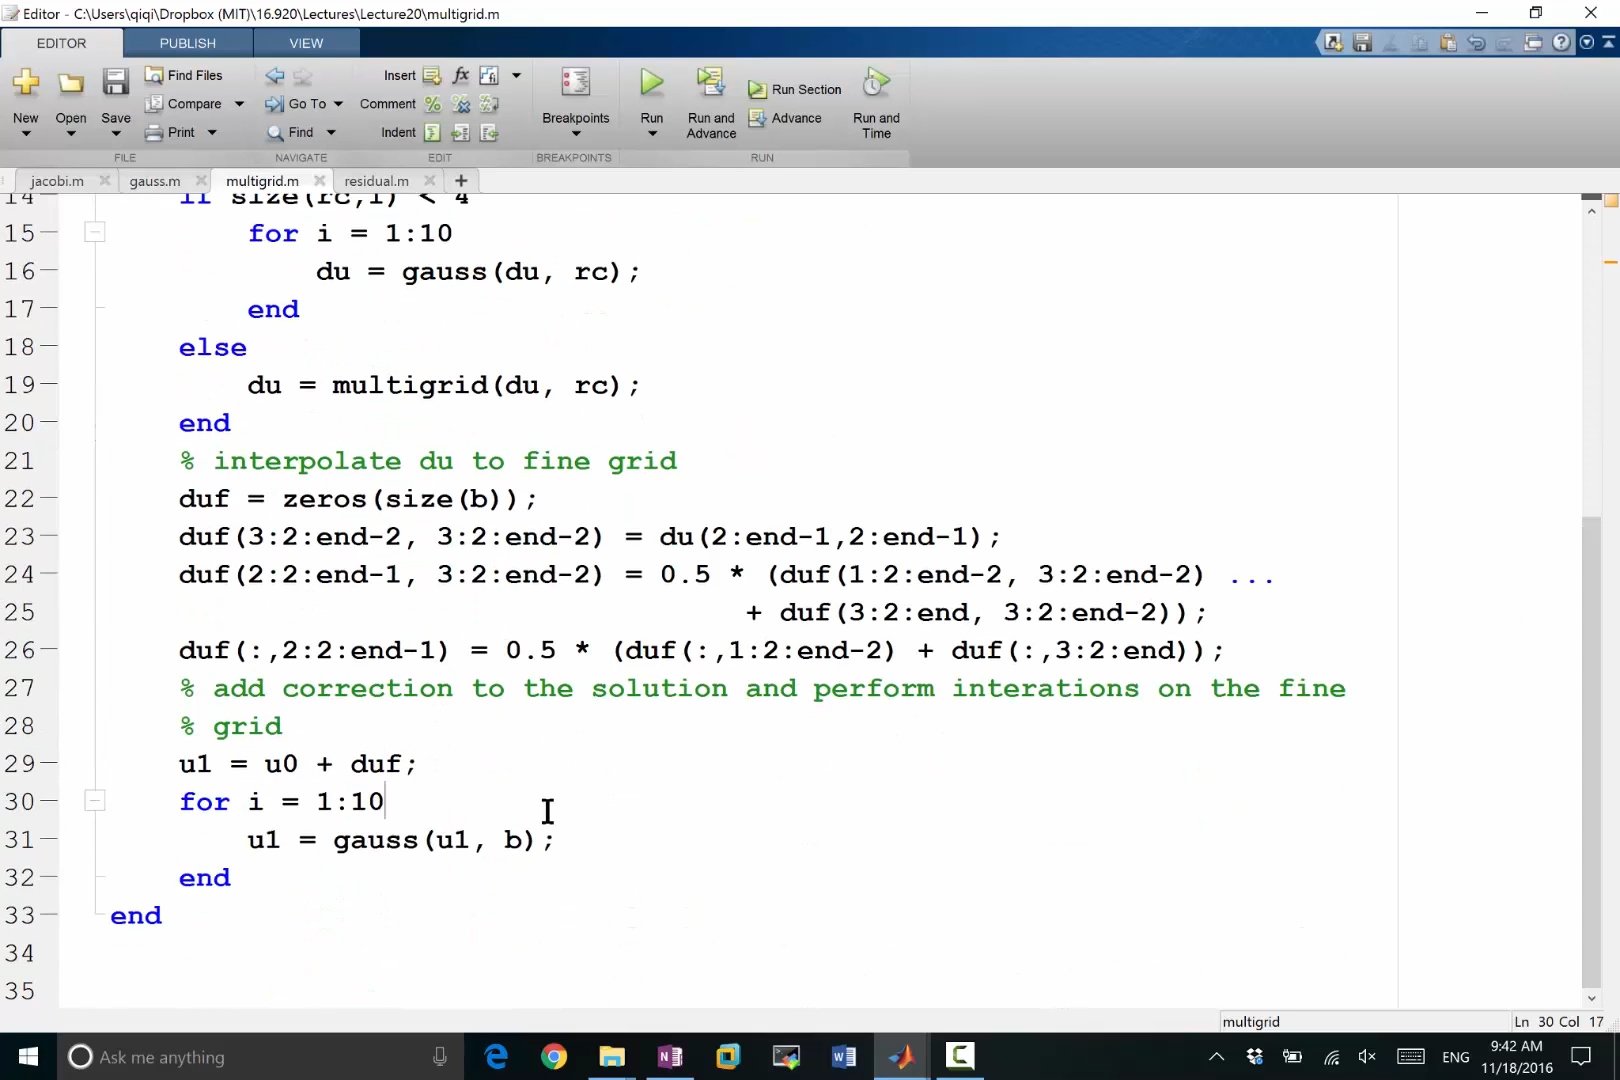 Editor - C:\Users\qiqi\Dropbox (MIT)\16.920\Lectures\Lecture20\multigrid.m
EDITOR PUBLISH VIEW
New Open Save Find Files Compare Print
Go To Find
Insert fx Comment Indent
Breakpoints
Run Run and Advance Run Section Advance Run and Time
FILE NAVIGATE EDIT BREAKPOINTS RUN
jacobi.m gauss.m multigrid.m residual.m
14 if size(rc,1) < 4
15 for i = 1:10
16 du = gauss(du, rc);
17 end
18 else
19 du = multigrid(du, rc);
20 end
21 % interpolate du to fine grid
22 duf = zeros(size(b));
23 duf(3:2:end-2, 3:2:end-2) = du(2:end-1,2:end-1);
24 duf(2:2:end-1, 3:2:end-2) = 0.5 * (duf(1:2:end-2, 3:2:end-2) ...
25 + duf(3:2:end, 3:2:end-2));
26 duf(:,2:2:end-1) = 0.5 * (duf(:,1:2:end-2) + duf(:,3:2:end));
27 % add correction to the solution and perform interations on the fine
28 % grid
29 u1 = u0 + duf;
30 for i = 1:10
31 u1 = gauss(u1, b);
32 end
33 end
34
35
multigrid Ln 30 Col 17
Ask me anything
ENG 9:42 AM
11/18/2016